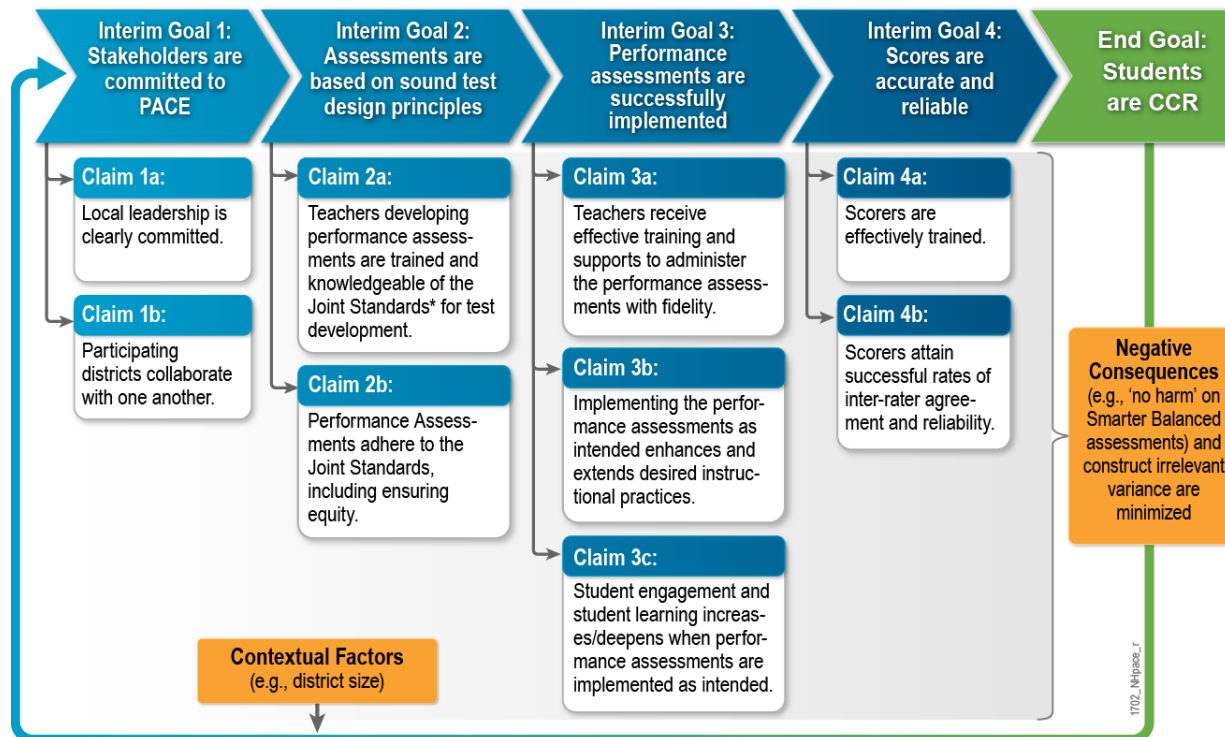 Interim Goal 1:
Stakeholders are
committed to
PACE
Interim Goal 2:
Assessments are
based on sound test
design principles
Interim Goal 3:
Performance
assessments are
successfully
implemented
Interim Goal 4:
Scores are
accurate and
reliable
End Goal:
Students
are CCR
Claim 1a:
Local leadership is
clearly committed.
Claim 1b:
Participating
districts collaborate
with one another.
Claim 2a:
Teachers developing
performance assess-
ments are trained and
knowledgeable of the
Joint Standards* for test
development.
Claim 2b:
Performance Assess-
ments adhere to the
Joint Standards,
including ensuring
equity.
Claim 3a:
Teachers receive
effective training and
supports to administer
the performance assess-
ments with fidelity.
Claim 3b:
Implementing the perfor-
mance assessments as
intended enhances and
extends desired instruc-
tional practices.
Claim 3c:
Student engagement and
student learning increas-
es/deepens when perfor-
mance assessments are
implemented as intended.
Claim 4a:
Scorers are
effectively trained.
Claim 4b:
Scorers attain
successful rates of
inter-rater agree-
ment and reliability.
Negative
Consequences
(e.g., ‘no harm’ on
Smarter Balanced
assessments) and
construct irrelevant
variance are
minimized
Contextual Factors
(e.g., district size)
1702_NHpace_r